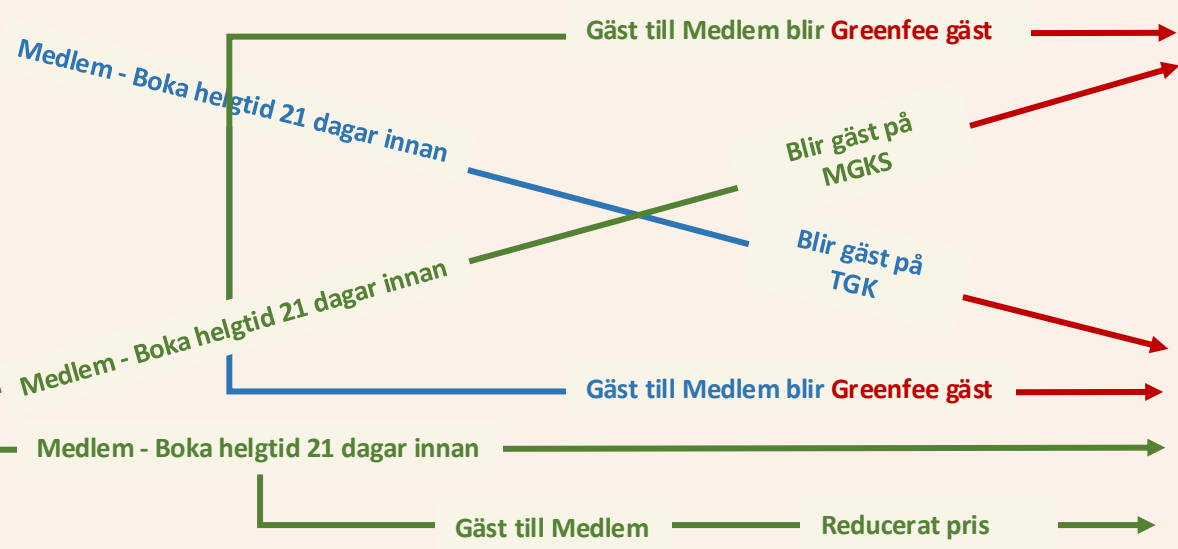 Gäst till Medlem blir Greenfee gäst
Medlem - Boka helgtid 21 dagar innan
Blir gäst på
MGKS
Blir gäst på
TGK
Medlem - Boka helgtid 21 dagar innan
Gäst till Medlem blir Greenfee gäst
Medlem - Boka helgtid 21 dagar innan
Gäst till Medlem
Reducerat pris